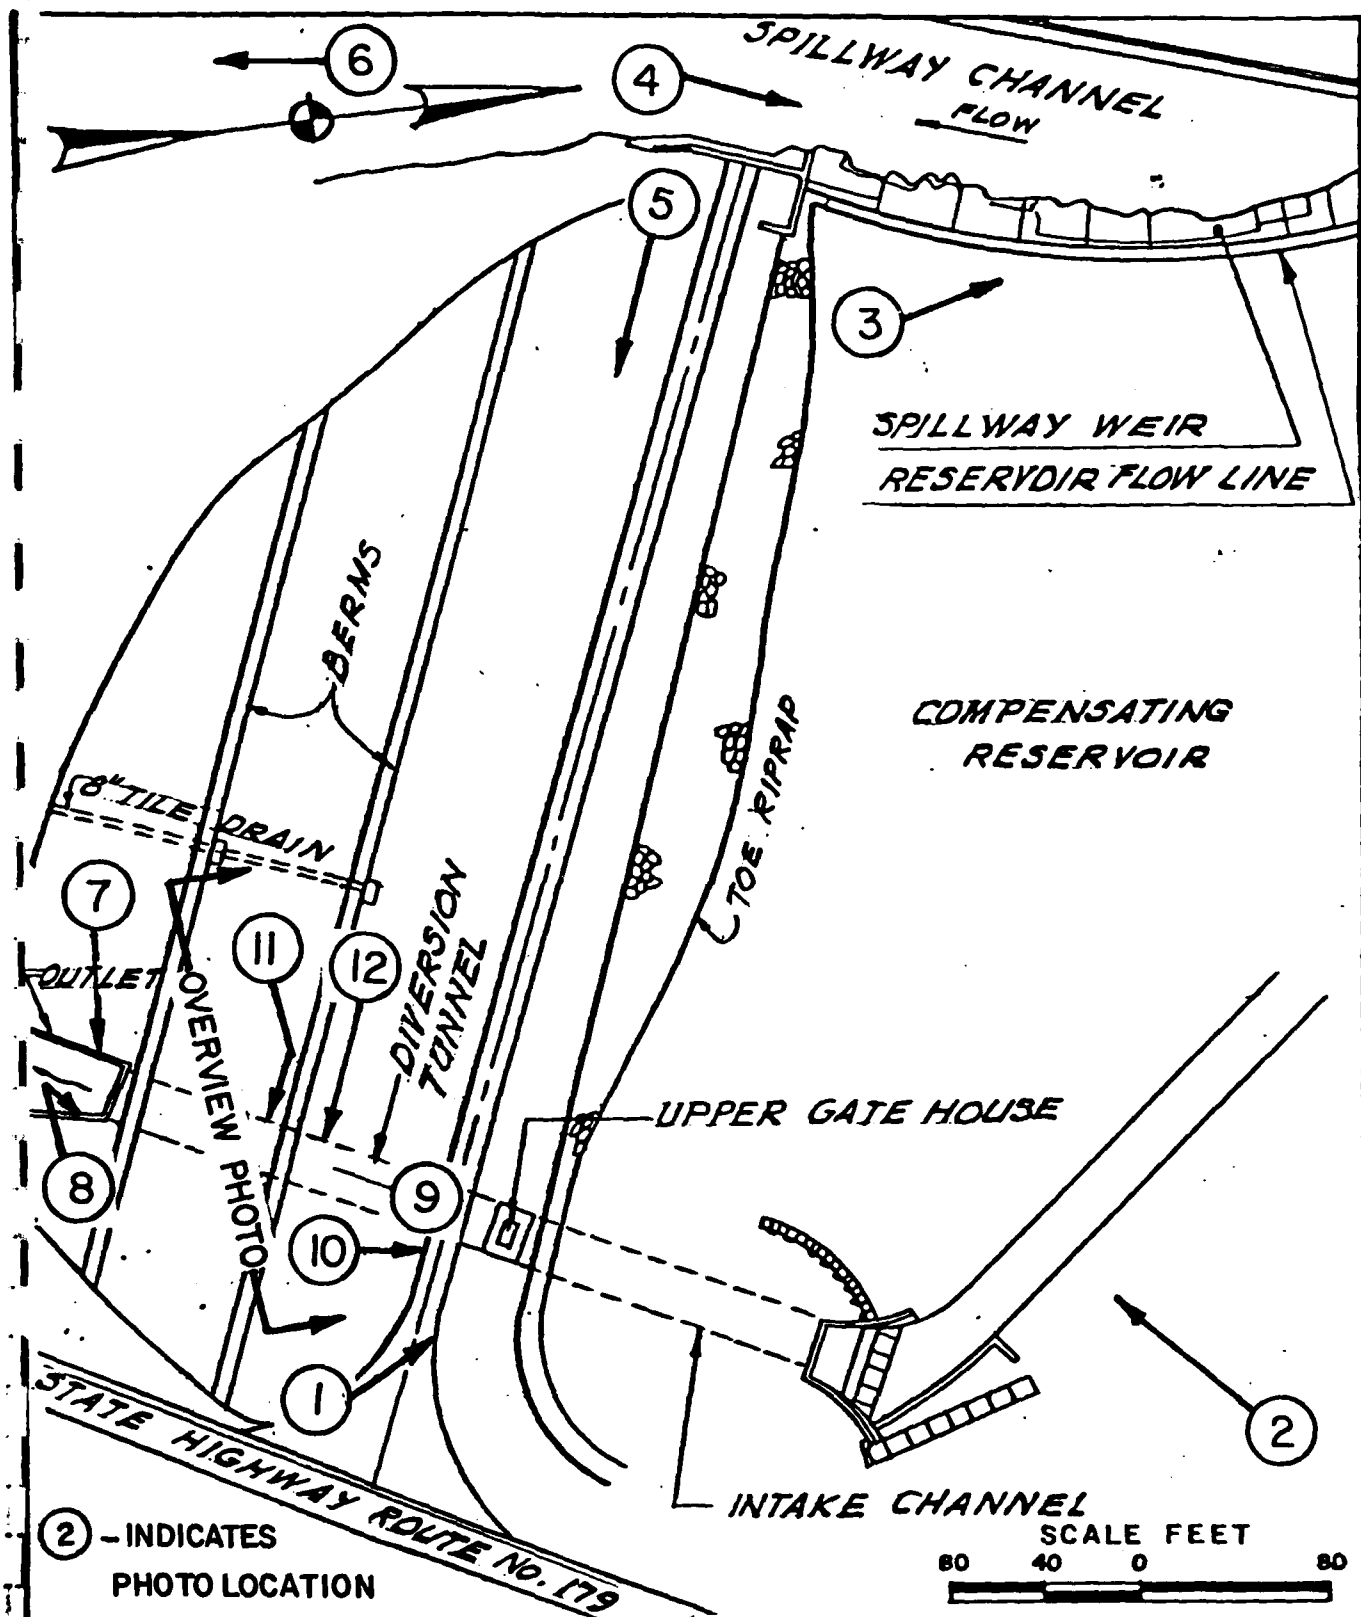 6
4
SPILLWAY CHANNEL
FLOW
5
3
SPILLWAY WEIR
RESERVOIR FLOW LINE
BERNS
COMPENSATING
RESERVOIR
TOE RIPRAP
8" TILE DRAIN
7
11
12
DIVERSION
TUNNEL
OUTLET
OVERVIEW PHOTO
UPPER GATE HOUSE
8
9
10
1
2
INTAKE CHANNEL
STATE HIGHWAY ROUTE NO. 179
2 - INDICATES
PHOTO LOCATION
SCALE FEET
80 40 0 80